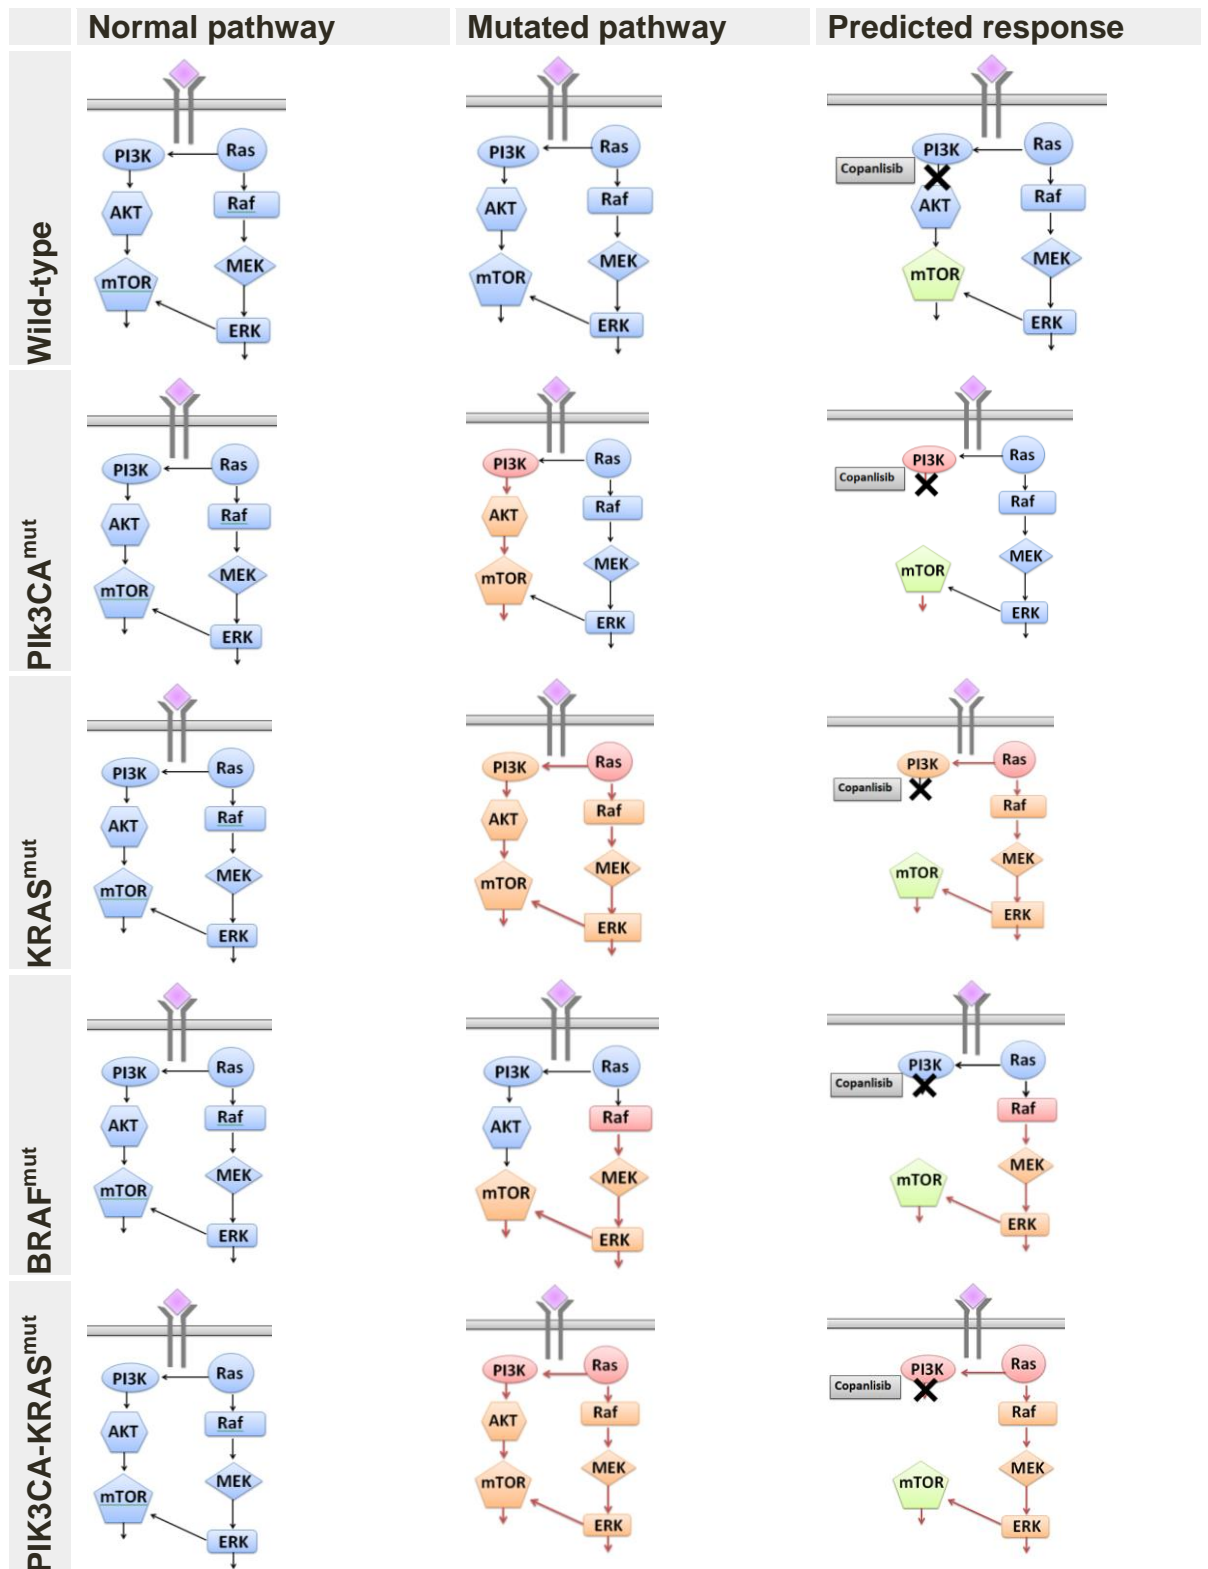 Normal pathway
Mutated pathway
Predicted response
Wild-type
PI3K
Ras
AKT
Raf
mTOR
MEK
ERK
PI3K
Ras
AKT
Raf
mTOR
MEK
ERK
PI3K
Ras
Copanlisib
AKT
Raf
mTOR
MEK
ERK
PIk3CAmut
PI3K
Ras
AKT
Raf
mTOR
MEK
ERK
PI3K
Ras
AKT
Raf
mTOR
MEK
ERK
PI3K
Ras
Copanlisib
Raf
mTOR
MEK
ERK
KRASmut
PI3K
Ras
AKT
Raf
mTOR
MEK
ERK
PI3K
Ras
AKT
Raf
mTOR
MEK
ERK
PI3K
Ras
Copanlisib
Raf
mTOR
MEK
ERK
BRAFmut
PI3K
Ras
AKT
Raf
mTOR
MEK
ERK
PI3K
Ras
AKT
Raf
mTOR
MEK
ERK
PI3K
Ras
Copanlisib
Raf
mTOR
MEK
ERK
PIK3CA-KRASmut
PI3K
Ras
AKT
Raf
mTOR
MEK
ERK
PI3K
Ras
AKT
Raf
mTOR
MEK
ERK
PI3K
Ras
Copanlisib
Raf
mTOR
MEK
ERK